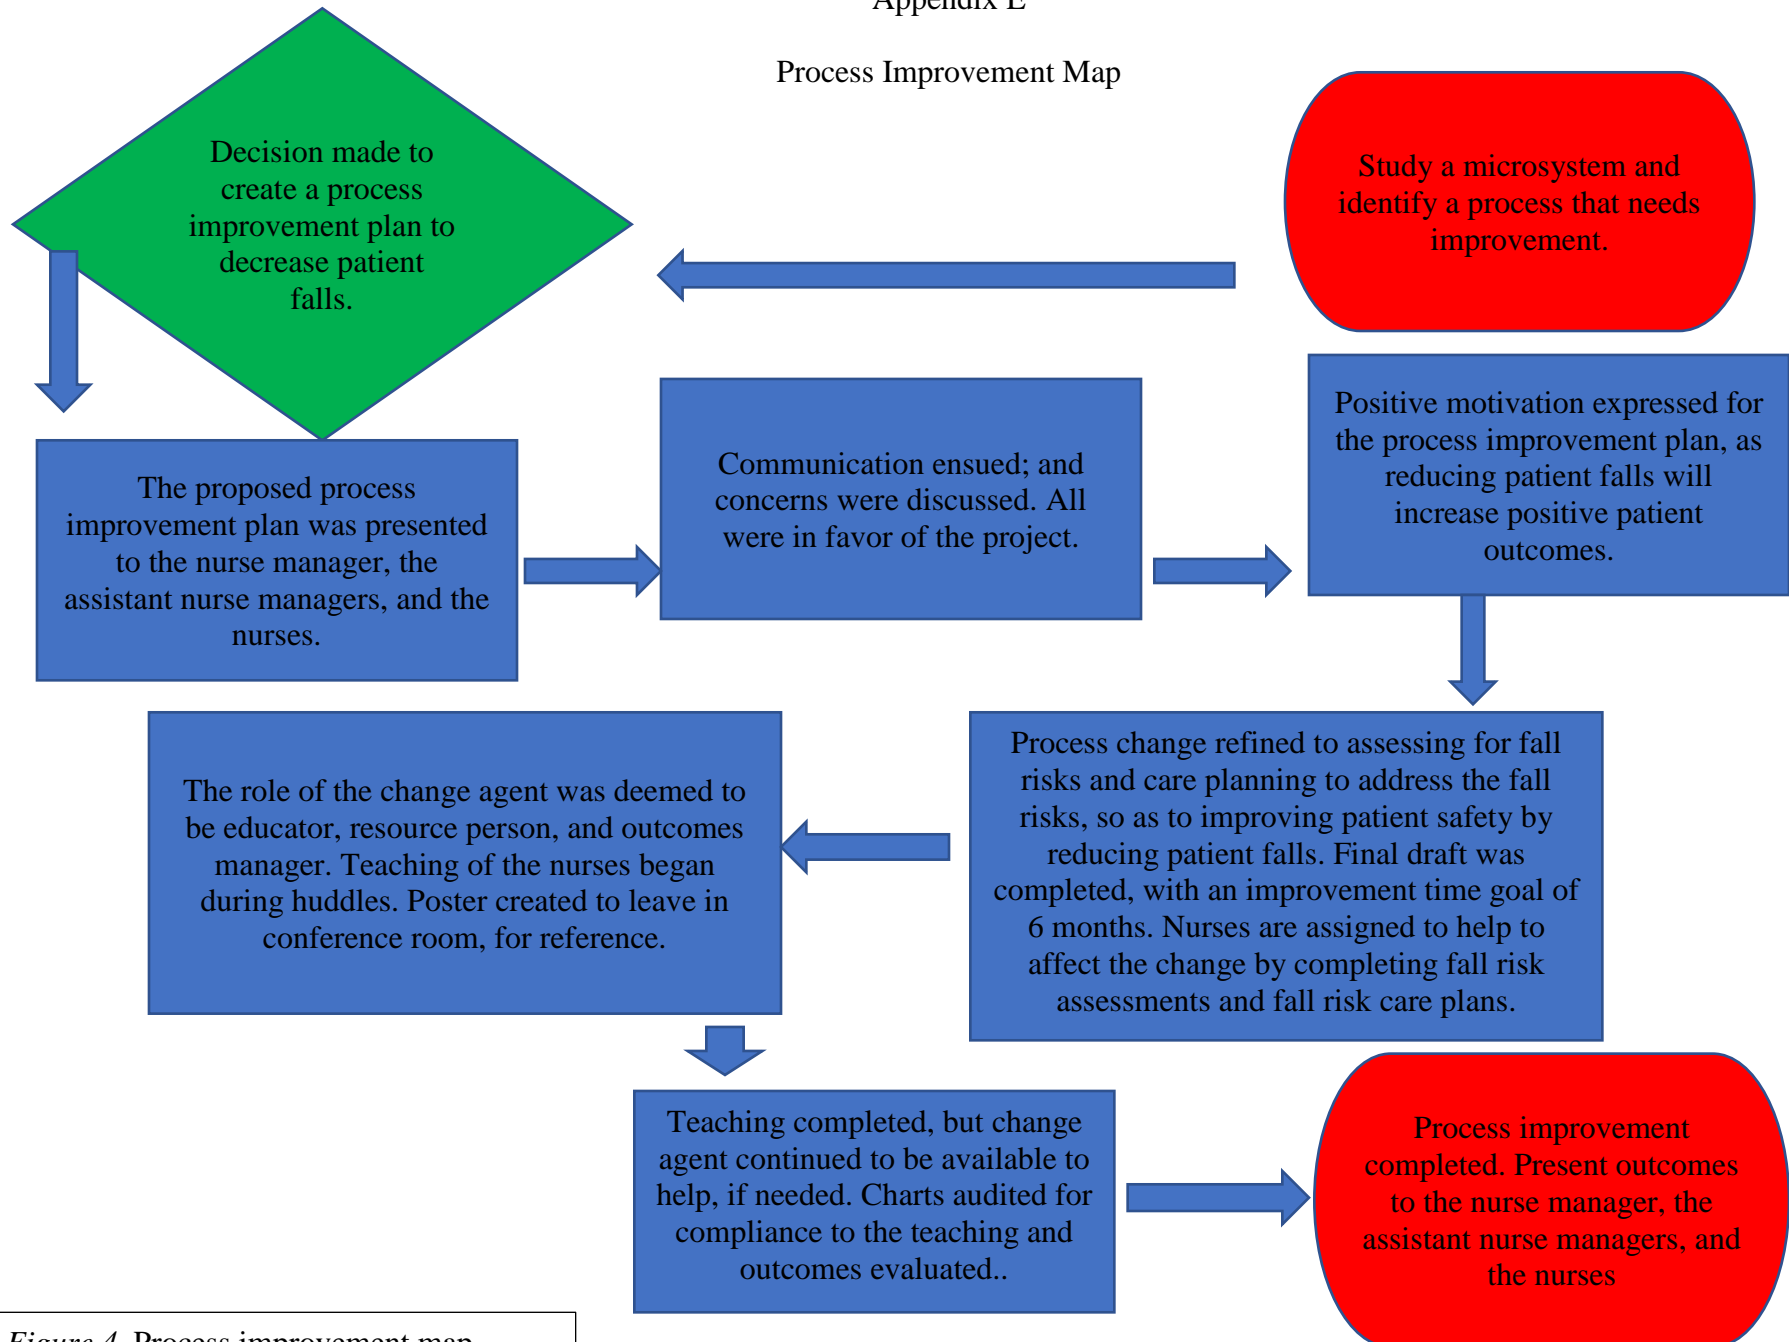 Appendix E
Process Improvement Map
Study a microsystem and
identify a process that needs
improvement.
Decision made to
create a process
improvement plan to
decrease patient
falls.
The proposed process
improvement plan was presented
to the nurse manager, the
assistant nurse managers, and the
nurses.
Communication ensued; and
concerns were discussed. All
were in favor of the project.
Positive motivation expressed for
the process improvement plan, as
reducing patient falls will
increase positive patient
outcomes.
Process change refined to assessing for fall
risks and care planning to address the fall
risks, so as to improving patient safety by
reducing patient falls. Final draft was
completed, with an improvement time goal of
6 months. Nurses are assigned to help to
affect the change by completing fall risk
assessments and fall risk care plans.
The role of the change agent was deemed to
be educator, resource person, and outcomes
manager. Teaching of the nurses began
during huddles. Poster created to leave in
conference room, for reference.
Teaching completed, but change
agent continued to be available to
help, if needed. Charts audited for
compliance to the teaching and
outcomes evaluated..
Process improvement
completed. Present outcomes
to the nurse manager, the
assistant nurse managers, and
the nurses
Figure 4. Process improvement map